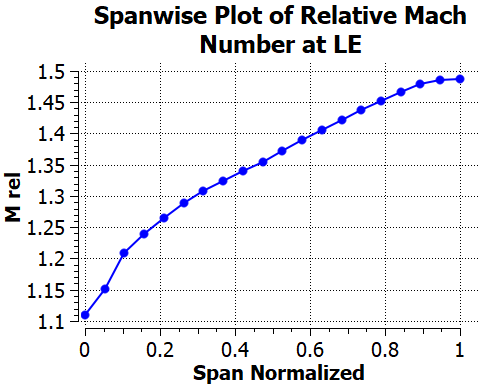 Spanwise Plot of Relative Mach
Number at LE
1.5
1.45
1.4
1.35
1.3
1.25
1.2
1.15
1.1
M rel
0 0.2 0.4 0.6 0.8 1
Span Normalized